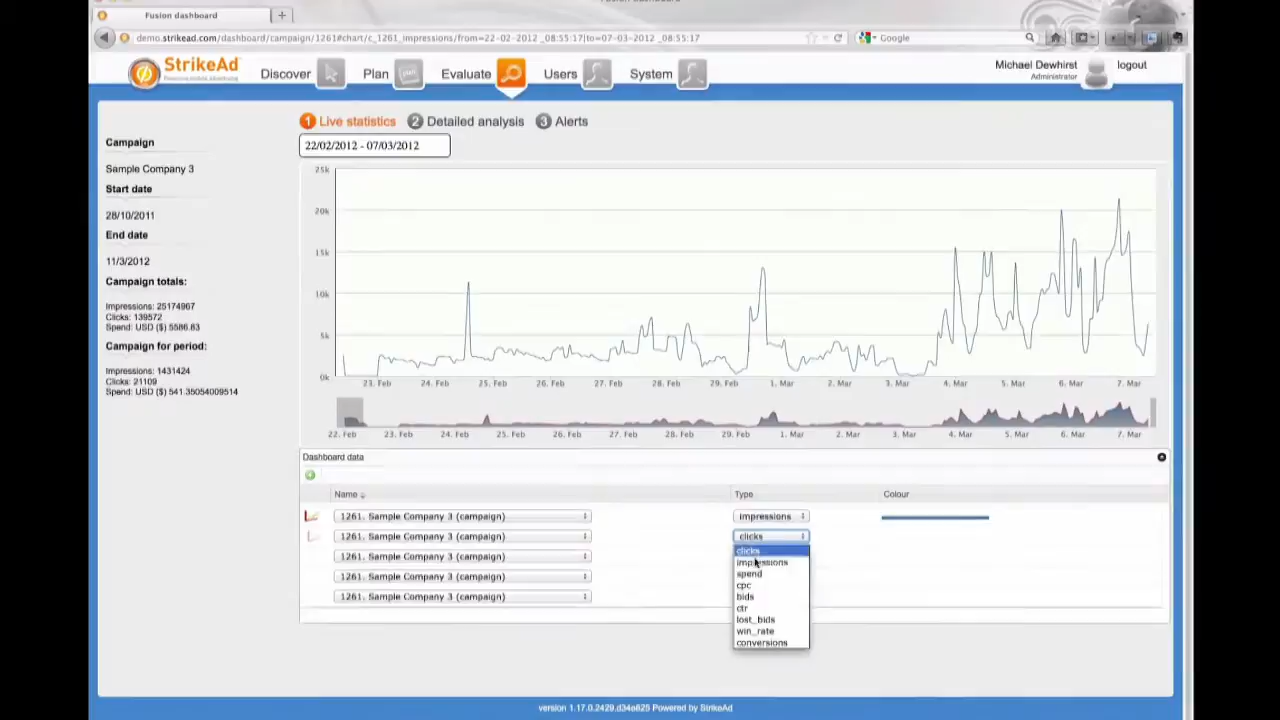 Fusion dashboard
Fusion dashboard
demo.strikead.com/dashboard/campaign/1261#chart/c_1261_impressions/from=22-02-2012 _08:55:17|to=07-03-2012 _08:55:17
Google
StrikeAd
Discover
Plan
plan
Evaluate
Users
System
Michael Dewhirst
Administrator
logout
1 Live statistics
2 Detailed analysis
3 Alerts
22/02/2012 - 07/03/2012
Campaign
Sample Company 3
Start date
28/10/2011
End date
11/3/2012
Campaign totals:
Impressions: 25174967
Clicks: 139572
Spend: USD ($) 5586.83
Campaign for period:
Impressions: 1431424
Clicks: 21109
Spend: USD ($) 541.35054009514
25k
20k
15k
10k
5k
0k
23. Feb 24. Feb 25. Feb 26. Feb 27. Feb 28. Feb 29. Feb 1. Mar 2. Mar 3. Mar 4. Mar 5. Mar 6. Mar 7. Mar
22. Feb 23. Feb 24. Feb 25. Feb 26. Feb 27. Feb 28. Feb 29. Feb 1. Mar 2. Mar 3. Mar 4. Mar 5. Mar 6. Mar 7. Mar
Dashboard data
Name Type Colour
1261. Sample Company 3 (campaign) impressions
1261. Sample Company 3 (campaign) clicks
1261. Sample Company 3 (campaign)
1261. Sample Company 3 (campaign)
1261. Sample Company 3 (campaign)
clicks
impressions
spend
cpc
bids
ctr
lost_bids
win_rate
conversions
version 1.17.0.2429.d34e825 Powered by StrikeAd